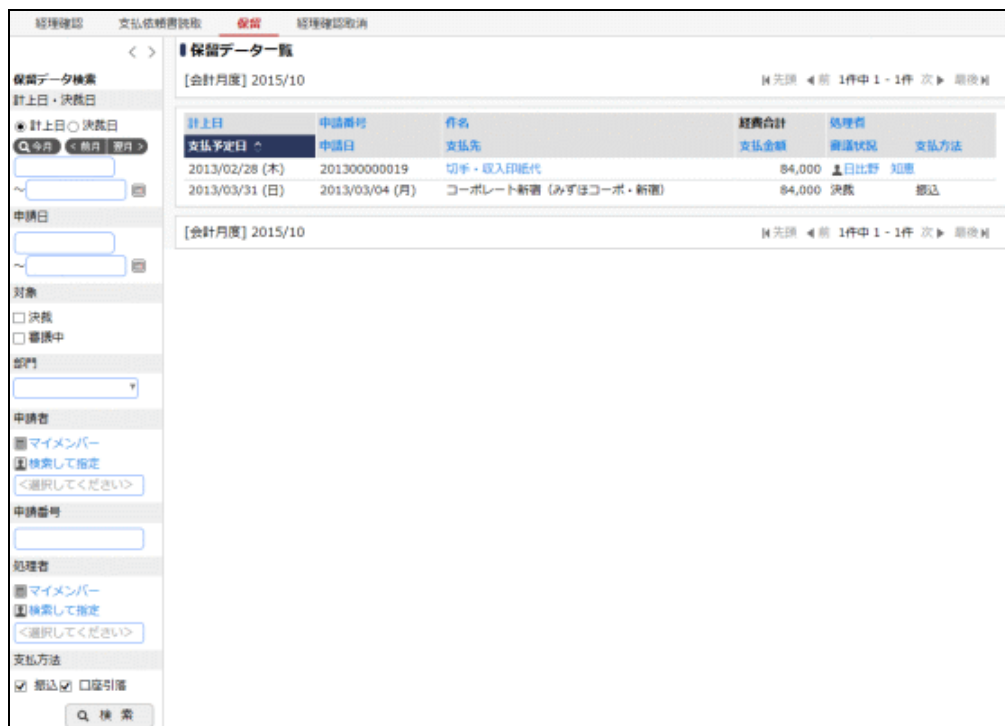 経理確認 支払依頼書読取 保留 経理確認取消
< >
保留データ検索
計上日・決裁日
計上日 決裁日
今月 < 前月 翌月 >
~
申請日
~
対象
決裁
審議中
部門
申請者
マイメンバー
検索して指定
<選択してください>
申請番号
処理者
マイメンバー
検索して指定
<選択してください>
支払方法
振込 口座引落
検 索
保留データ一覧
[会計月度] 2015/10 先頭 前 1件中 1 - 1件 次 最後
計上日 申請番号 件名 経費合計 処理者
支払予定日 申請日 支払先 支払金額 審議状況 支払方法
2013/02/28 (木) 201300000019 切手・収入印紙代 84,000 日比野 知恵
2013/03/31 (日) 2013/03/04 (月) コーポレート新宿（みずほコーポ・新宿） 84,000 決裁 振込
[会計月度] 2015/10 先頭 前 1件中 1 - 1件 次 最後